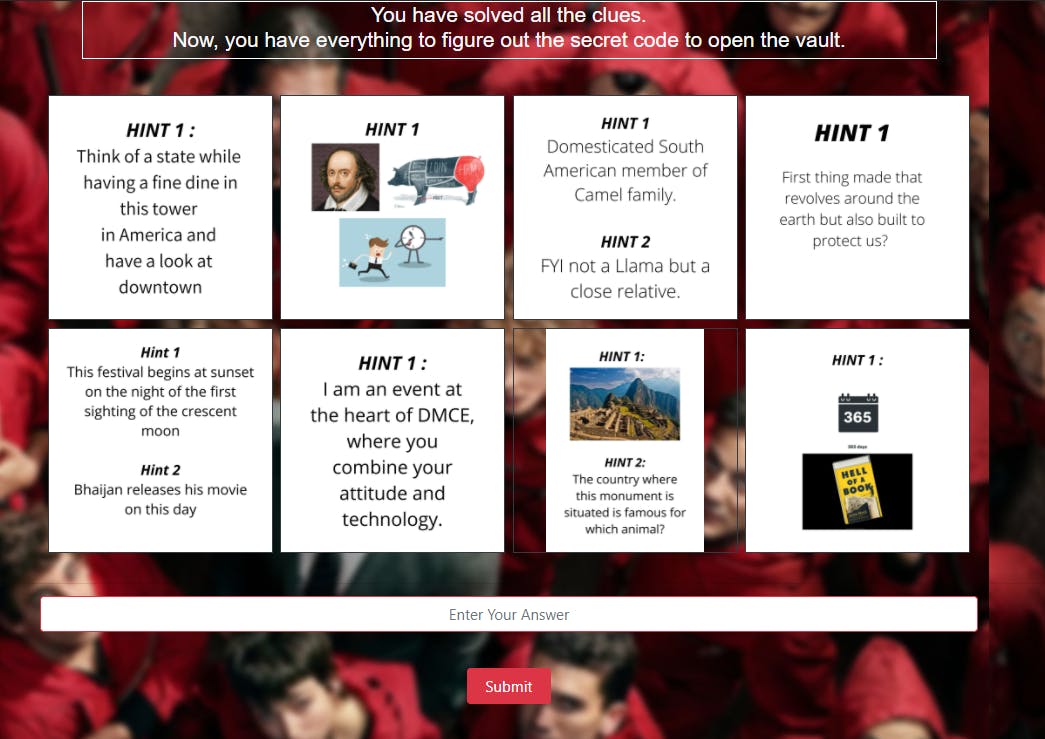 You have solved all the clues.
Now, you have everything to figure out the secret code to open the vault.
HINT 1 :
Think of a state while
having a fine dine in
this tower
in America and
have a look at
downtown
HINT 1
HINT 1
Domesticated South
American member of
Camel family.
HINT 2
FYI not a Llama but a
close relative.
HINT 1
First thing made that
revolves around the
earth but also built to
protect us?
Hint 1
This festival begins at sunset
on the night of the first
sighting of the crescent
moon
Hint 2
Bhaijan releases his movie
on this day
HINT 1 :
I am an event at
the heart of DMCE,
where you
combine your
attitude and
technology.
HINT 1:
HINT 2:
The country where
this monument is
situated is famous for
which animal?
HINT 1 :
365
365 days
HELL
OF A
BOOK
Enter Your Answer
Submit